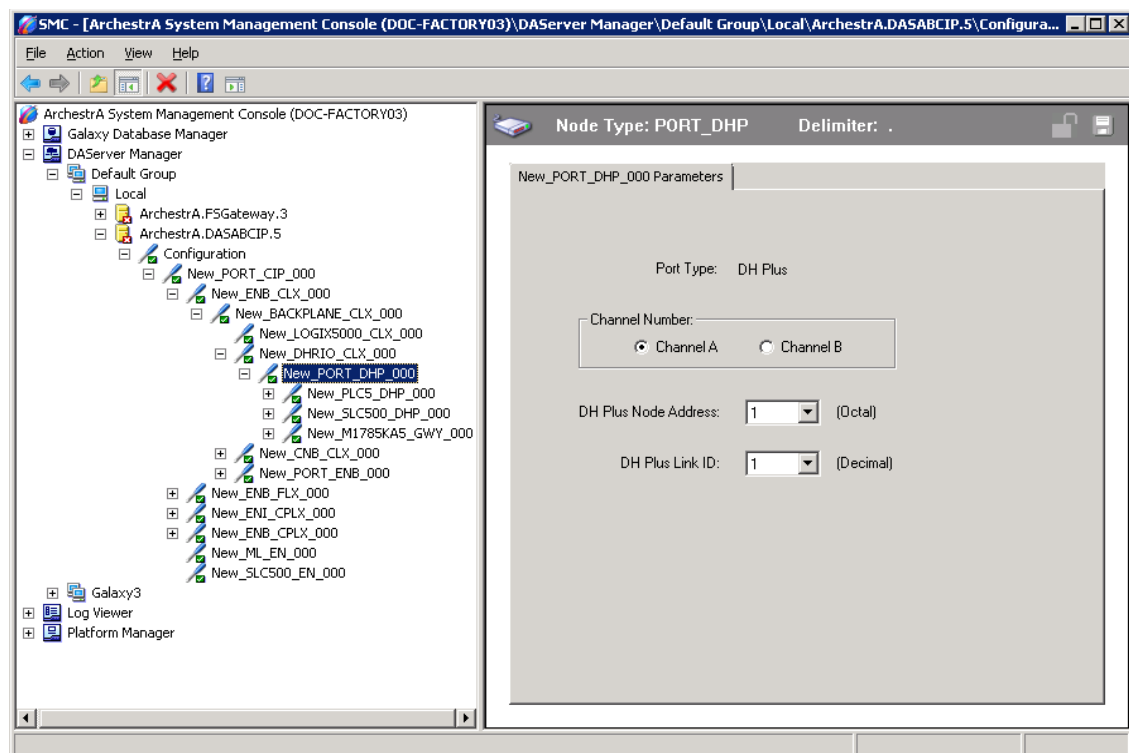 SMC - [ArchestrA System Management Console (DOC-FACTORY03)\DAServer Manager\Default Group\Local\ArchestrA.DASABCIP.5\Configura...
File Action View Help
ArchestrA System Management Console (DOC-FACTORY03)
Galaxy Database Manager
DAServer Manager
Default Group
Local
ArchestrA.FSGateway.3
ArchestrA.DASABCIP.5
Configuration
New_PORT_CIP_000
New_ENB_CLX_000
New_BACKPLANE_CLX_000
New_LOGIX5000_CLX_000
New_DHRIO_CLX_000
New_PORT_DHP_000
New_PLC5_DHP_000
New_SLC500_DHP_000
New_M1785KA5_GWY_000
New_CNB_CLX_000
New_PORT_ENB_000
New_ENB_FLX_000
New_ENI_CPLX_000
New_ENB_CPLX_000
New_ML_EN_000
New_SLC500_EN_000
Galaxy3
Log Viewer
Platform Manager
Node Type: PORT_DHP Delimiter: .
New_PORT_DHP_000 Parameters
Port Type: DH Plus
Channel Number:
Channel A Channel B
DH Plus Node Address: 1 (Octal)
DH Plus Link ID: 1 (Decimal)